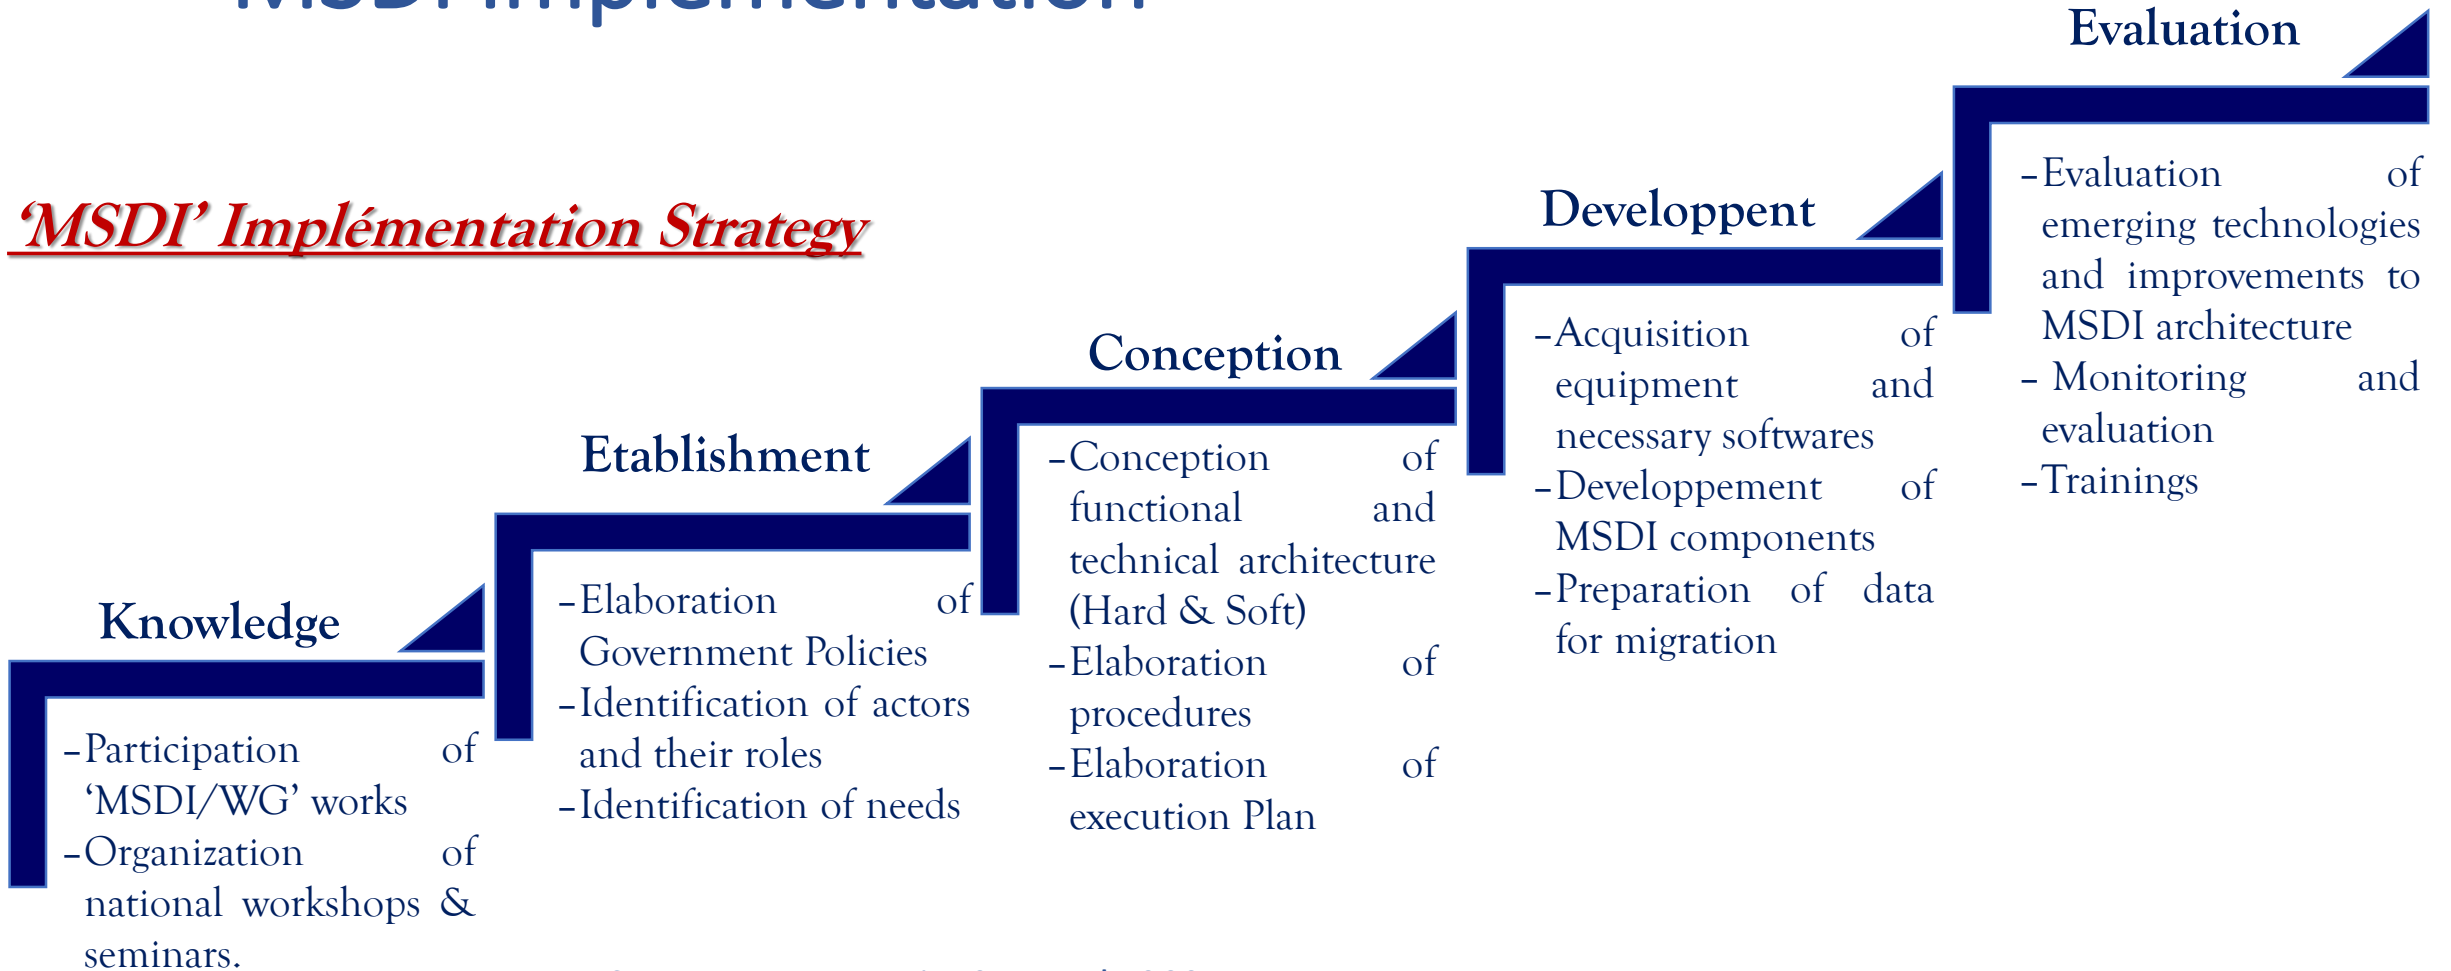 MSDI Implementation
‘MSDI’ Implémentation Strategy
Knowledge
-Participation of
‘MSDI/WG’ works
-Organization of
national workshops &
seminars.
Etablishment
-Elaboration of
Government Policies
-Identification of actors
and their roles
-Identification of needs
Conception
-Conception of
functional and
technical architecture
(Hard & Soft)
-Elaboration of
procedures
-Elaboration of
execution Plan
Developpent
-Acquisition of
equipment and
necessary softwares
-Developpement of
MSDI components
-Preparation of data
for migration
Evaluation
-Evaluation of
emerging technologies
and improvements to
MSDI architecture
- Monitoring and
evaluation
-Trainings